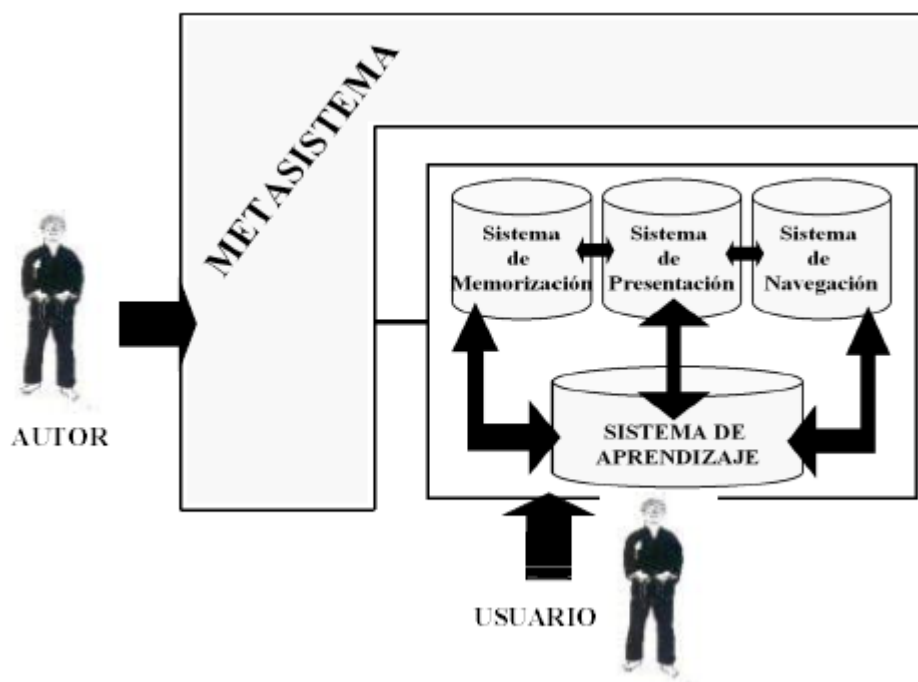 METASISTEMA
Sistema
de
Memorización
Sistema
de
Presentación
Sistema
de
Navegación
AUTOR
SISTEMA DE
APRENDIZAJE
USUARIO